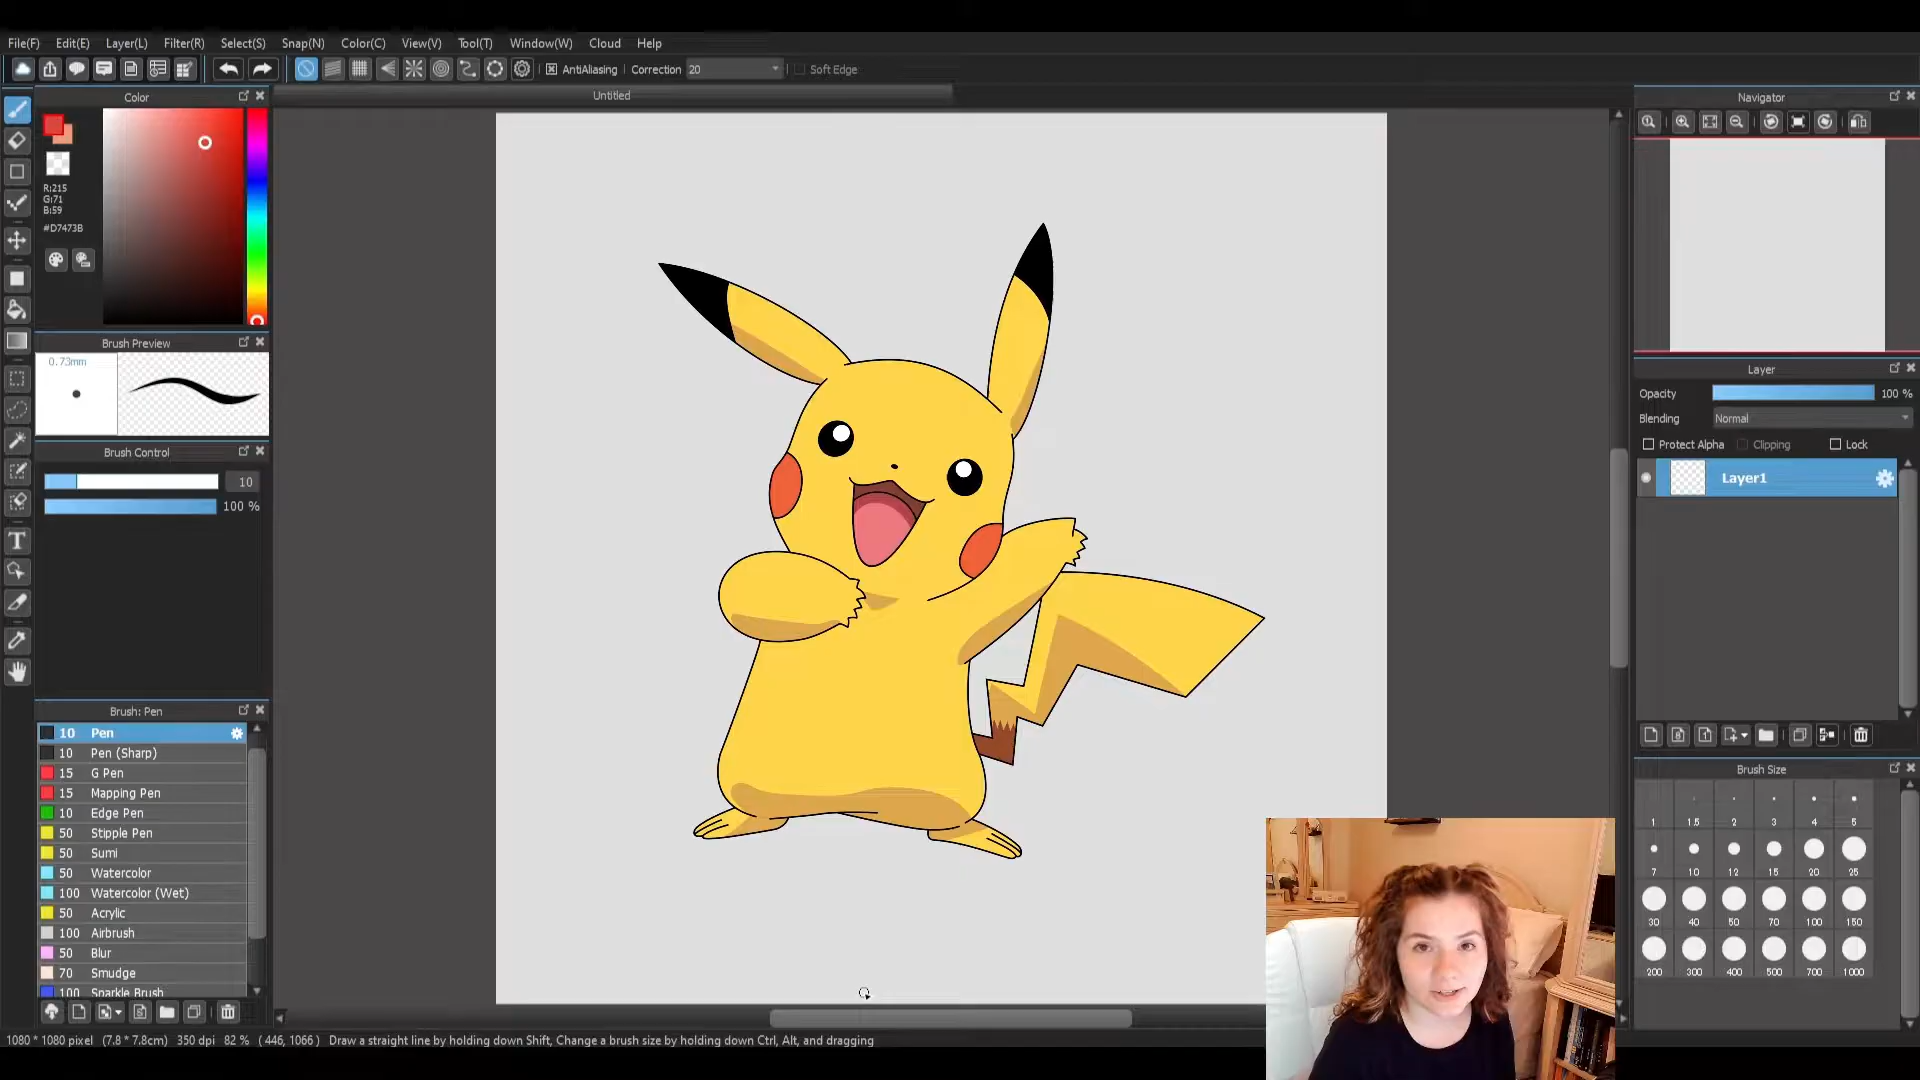 File(F) Edit(E) Layer(L) Filter(R) Select(S) Snap(N) Color(C) View(V) Tool(T) Window(W) Cloud Help
AntiAliasing Correction 20 Soft Edge
Untitled
Color
R:215
G:71
B:59
#D7473B
Brush Preview
0.73mm
Brush Control
10
100 %
Brush: Pen
10 Pen
10 Pen (Sharp)
15 G Pen
15 Mapping Pen
10 Edge Pen
50 Stipple Pen
50 Sumi
50 Watercolor
100 Watercolor (Wet)
50 Acrylic
100 Airbrush
50 Blur
70 Smudge
100 Sparkle Brush
Navigator
Layer
Opacity 100 %
Blending Normal
Protect Alpha Clipping Lock
Layer1
Brush Size
1 1.5 2 3 4 5
7 10 12 15 20 25
30 40 50 70 100 150
200 300 400 500 700 1000
1080 * 1080 pixel (7.8 * 7.8cm) 350 dpi 82 % ( 446, 1066 ) Draw a straight line by holding down Shift, Change a brush size by holding down Ctrl, Alt, and dragging